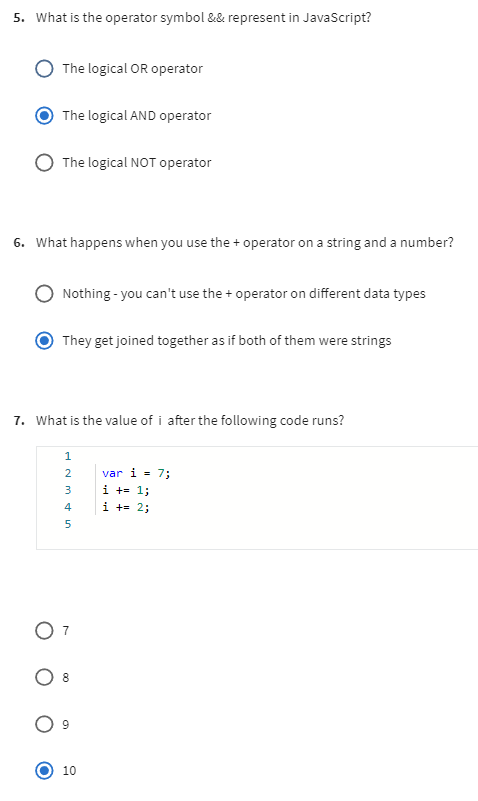 5. What is the operator symbol && represent in JavaScript?
The logical OR operator
The logical AND operator
The logical NOT operator
6. What happens when you use the + operator on a string and a number?
Nothing - you can't use the + operator on different data types
They get joined together as if both of them were strings
7. What is the value of i after the following code runs?
1
2 var i = 7;
3 i += 1;
4 i += 2;
5
7
8
9
10